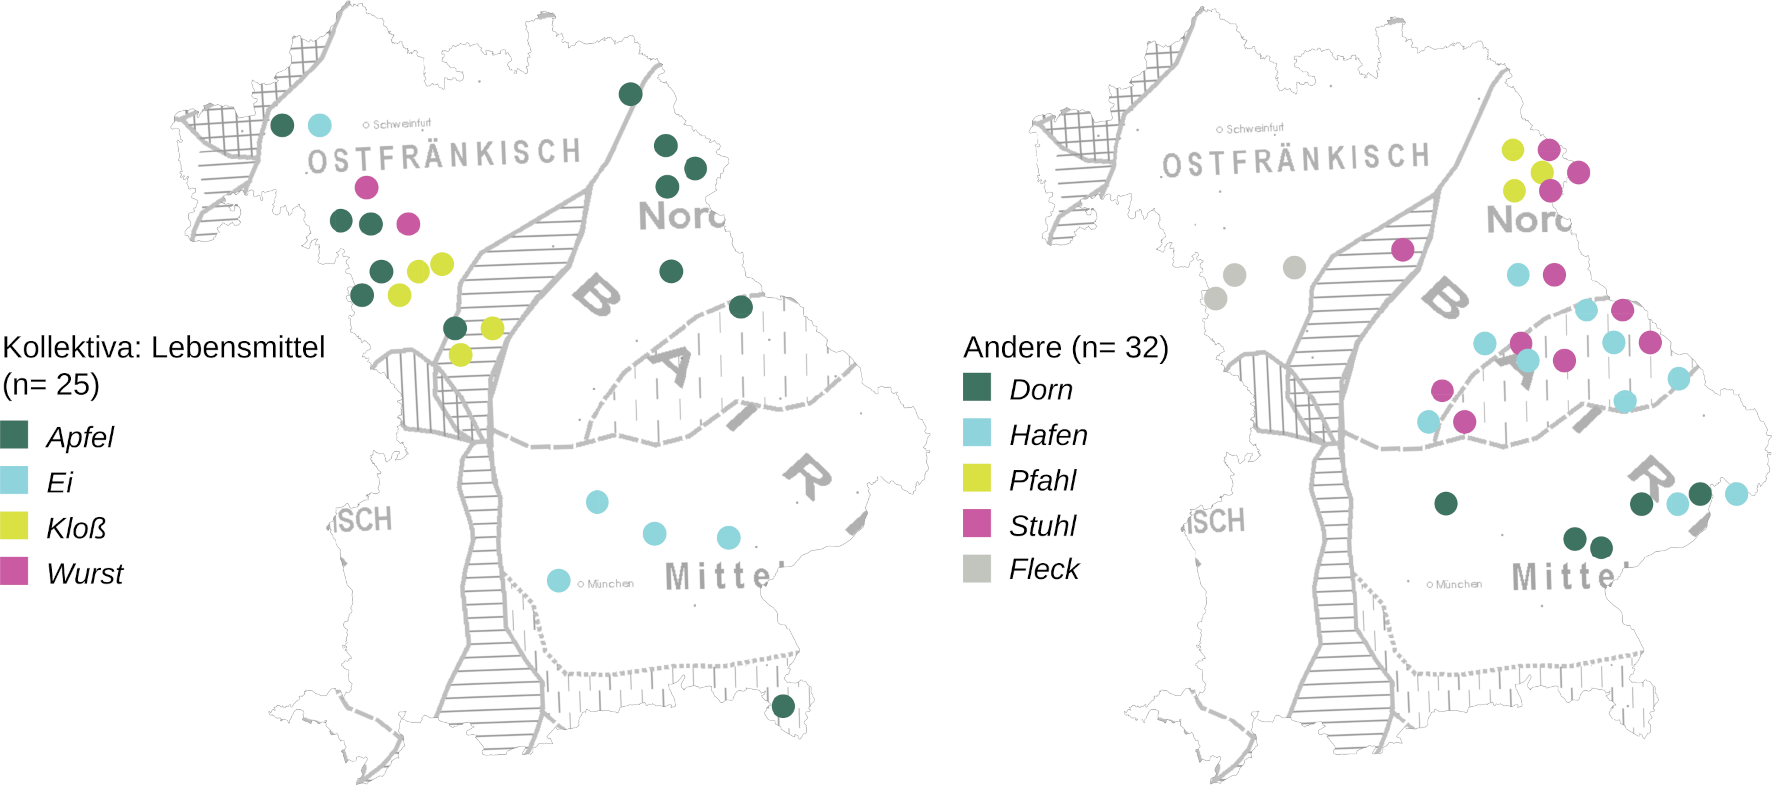 Schweinfurt
OSTFRÄNKISCH
Nord
B
A
I
R
ISCH
München
Mitte
Kollektiva: Lebensmittel
(n= 25)
Apfel
Ei
Kloß
Wurst
Schweinfurt
OSTFRÄNKISCH
Nord
B
A
I
R
ISCH
München
Mitte
Andere (n= 32)
Dorn
Hafen
Pfahl
Stuhl
Fleck